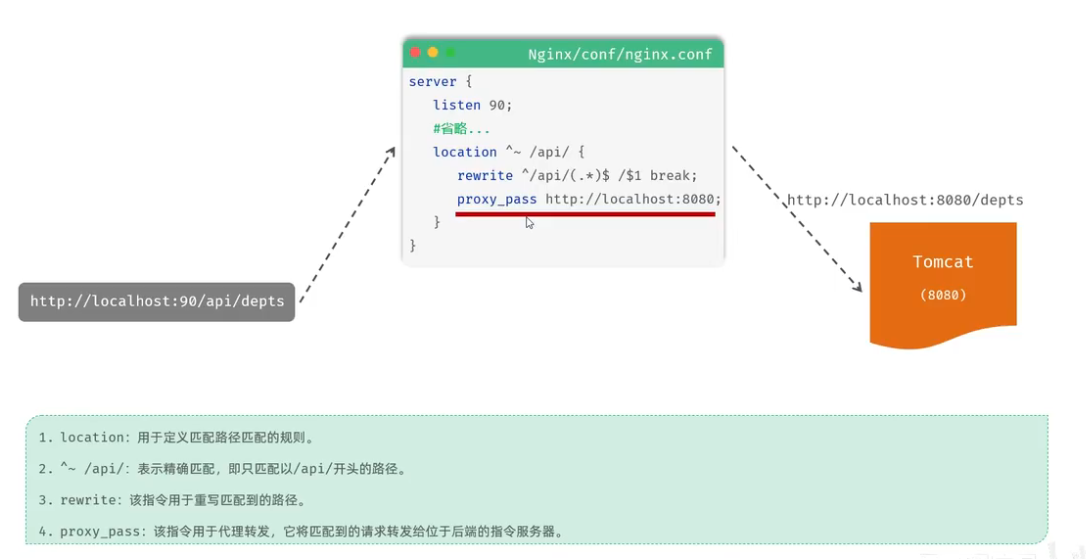 Nginx/conf/nginx.conf
server {
listen 90;
#省略...
location ^~ /api/ {
rewrite ^/api/(.*)$ /$1 break;
proxy_pass http://localhost:8080;
}
}
http://localhost:90/api/depts
http://localhost:8080/depts
Tomcat
(8080)
1. location: 用于定义匹配路径匹配的规则。
2. ^~ /api/: 表示精确匹配，即只匹配以/api/开头的路径。
3. rewrite: 该指令用于重写匹配到的路径。
4. proxy_pass: 该指令用于代理转发，它将匹配到的请求转发给位于后端的指令服务器。